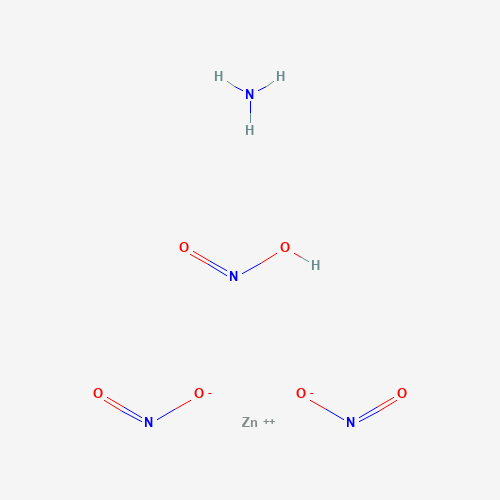 H H
N
H
O O
N H
O O - O - O
N Zn ++ N